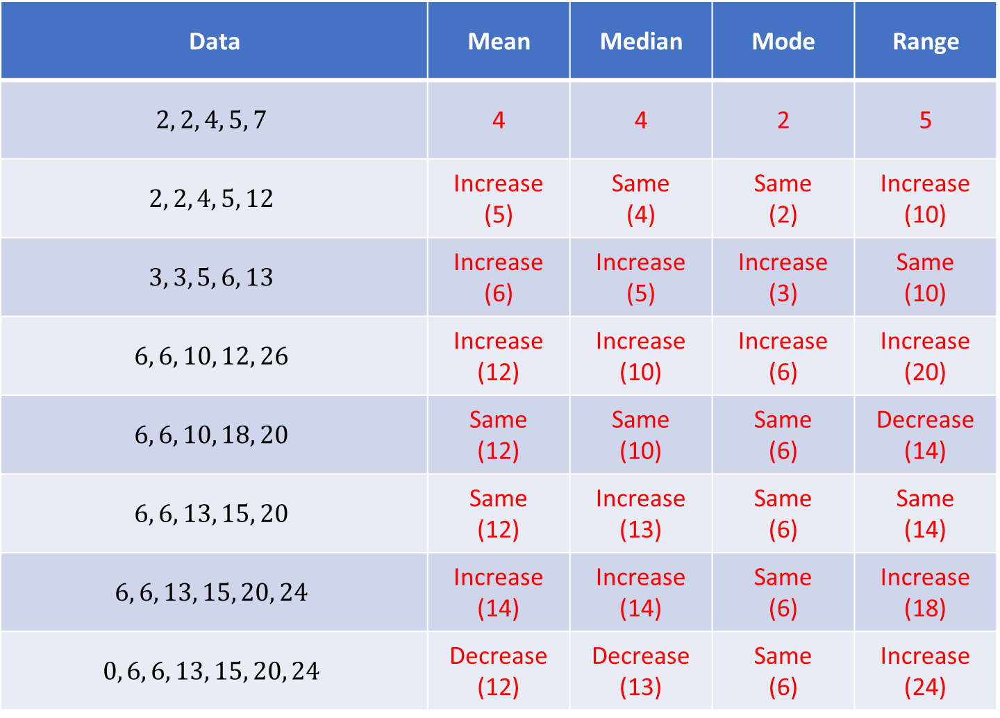 Data Mean Median Mode Range
2, 2, 4, 5, 7 4 4 2 5
2, 2, 4, 5, 12 Increase (5) Same (4) Same (2) Increase (10)
3, 3, 5, 6, 13 Increase (6) Increase (5) Increase (3) Same (10)
6, 6, 10, 12, 26 Increase (12) Increase (10) Increase (6) Increase (20)
6, 6, 10, 18, 20 Same (12) Same (10) Same (6) Decrease (14)
6, 6, 13, 15, 20 Same (12) Increase (13) Same (6) Same (14)
6, 6, 13, 15, 20, 24 Increase (14) Increase (14) Same (6) Increase (18)
0, 6, 6, 13, 15, 20, 24 Decrease (12) Decrease (13) Same (6) Increase (24)